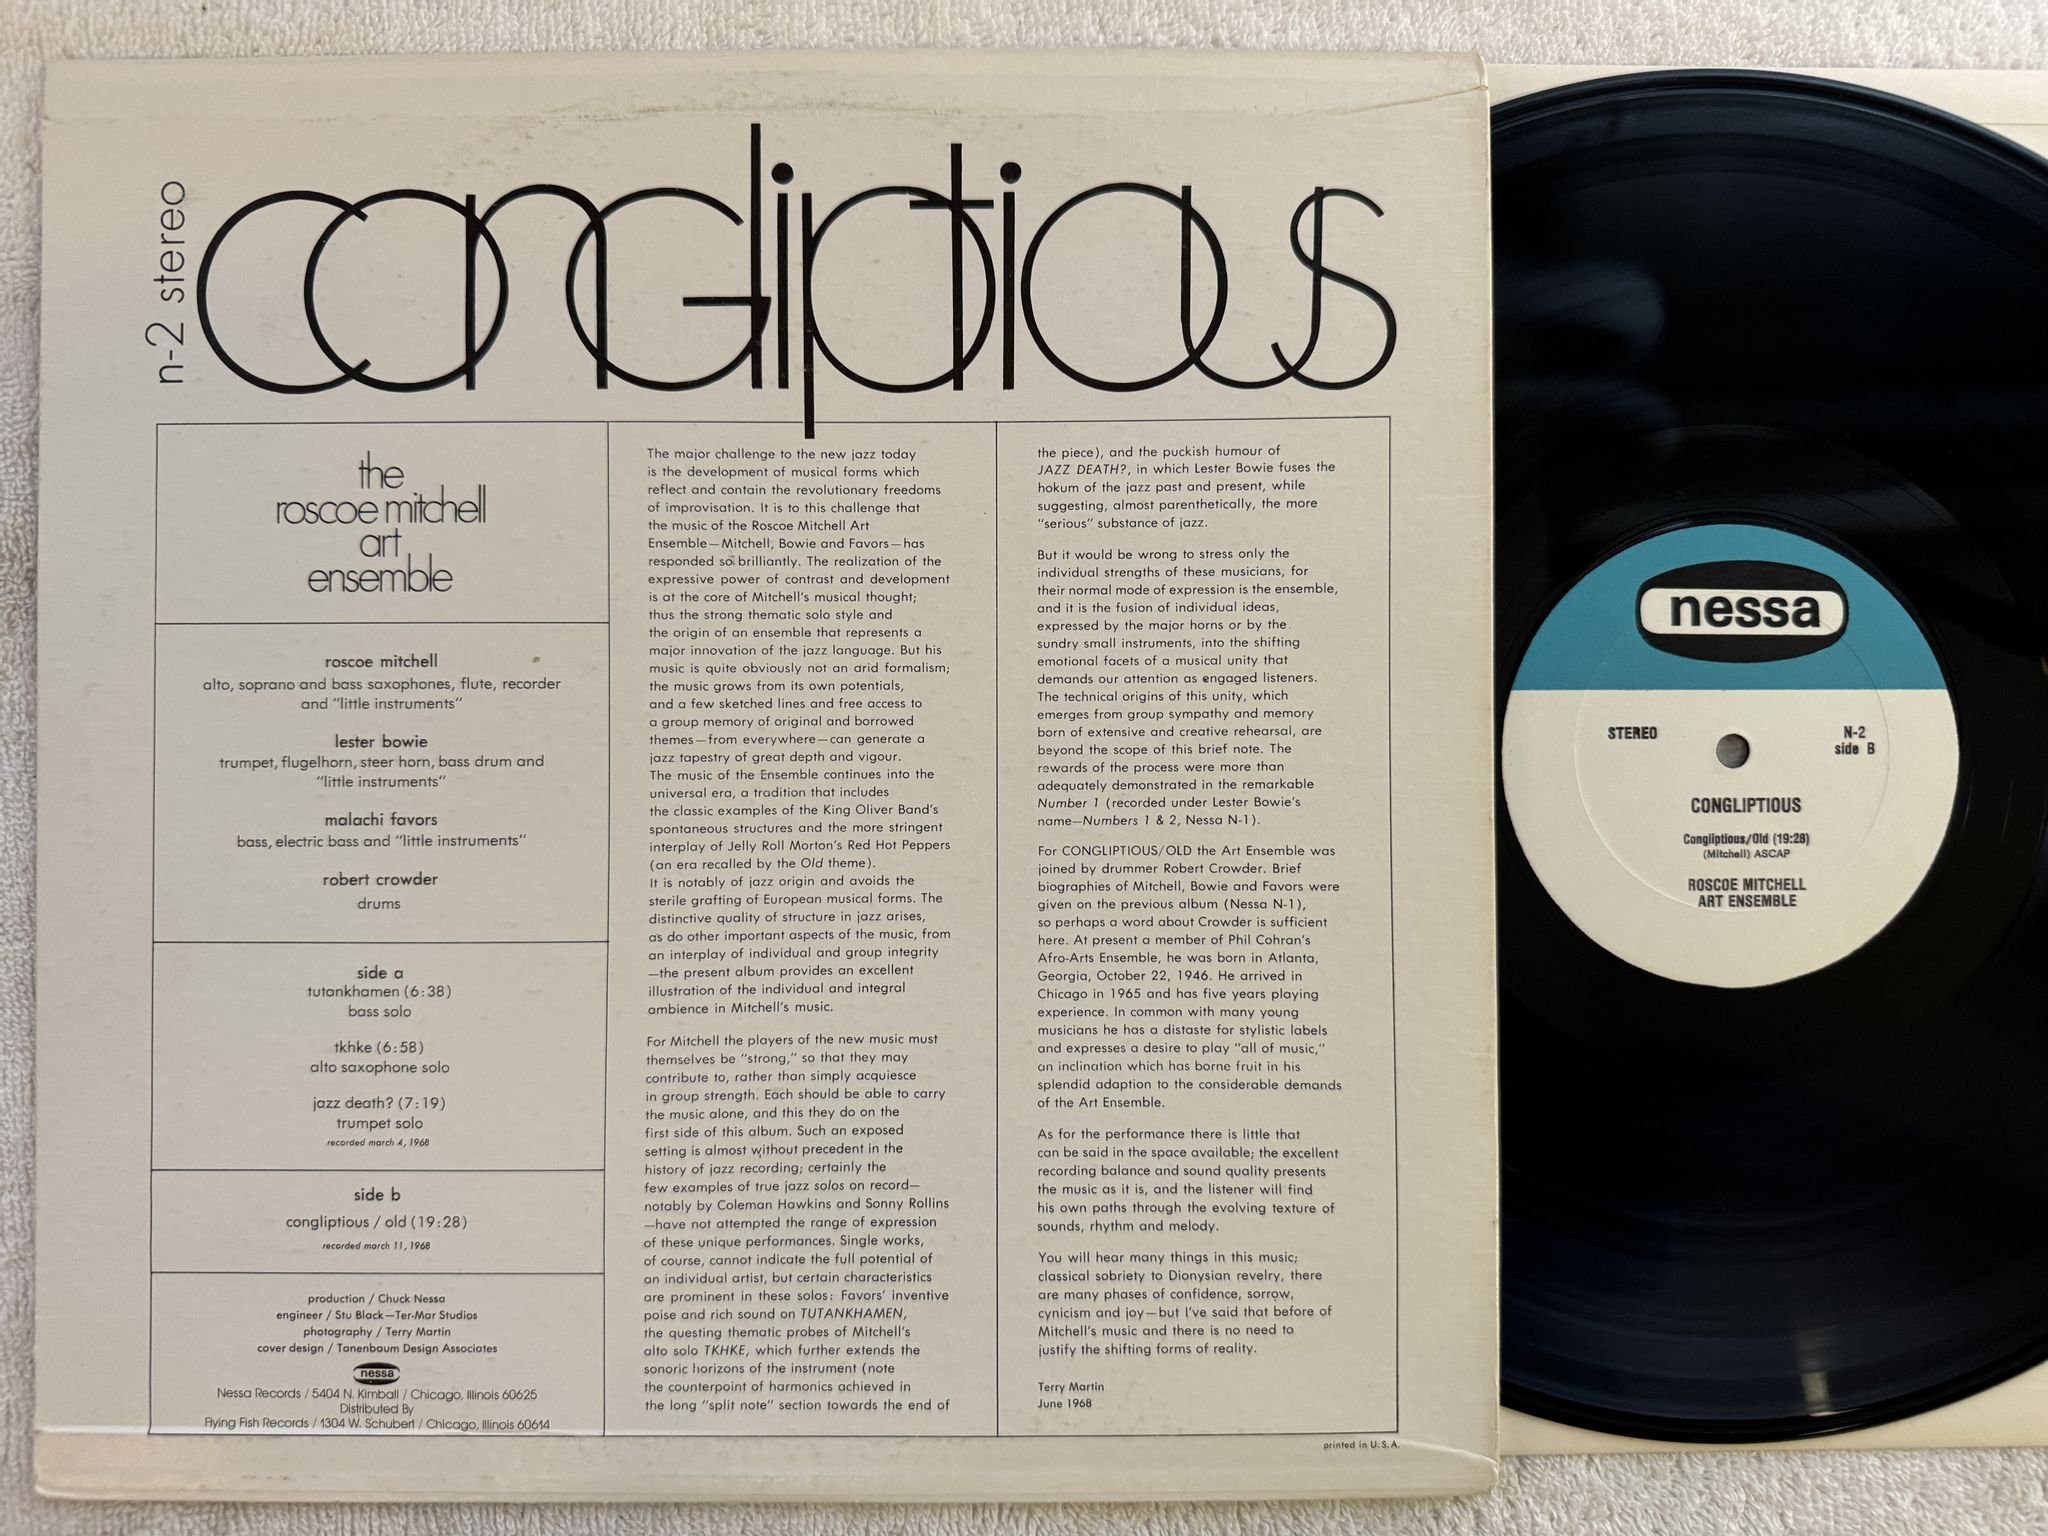 n-2 stereo
congliptious
the
roscoe mitchell
art
ensemble
roscoe mitchell
alto, soprano and bass saxophones, flute, recorder
and "little instruments"
lester bowie
trumpet, flugelhorn, steer horn, bass drum and
"little instruments"
malachi favors
bass, electric bass and "little instruments"
robert crowder
drums
side a
tutankhamen (6:38)
bass solo
tkhke (6:58)
alto saxophone solo
jazz death? (7:19)
trumpet solo
recorded march 4, 1968
side b
congliptious / old (19:28)
recorded march 11, 1968
production / Chuck Nessa
engineer / Stu Black—Ter-Mar Studios
photography / Terry Martin
cover design / Tanenbaum Design Associates
nessa
Nessa Records / 5404 N. Kimball / Chicago, Illinois 60625
Distributed By
Flying Fish Records / 1304 W. Schubert / Chicago, Illinois 60614
The major challenge to the new jazz today
is the development of musical forms which
reflect and contain the revolutionary freedoms
of improvisation. It is to this challenge that
the music of the Roscoe Mitchell Art
Ensemble—Mitchell, Bowie and Favors—has
responded so brilliantly. The realization of the
expressive power of contrast and development
is at the core of Mitchell's musical thought;
thus the strong thematic solo style and
the origin of an ensemble that represents a
major innovation of the jazz language. But his
music is quite obviously not an arid formalism;
the music grows from its own potentials,
and a few sketched lines and free access to
a group memory of original and borrowed
themes—from everywhere—can generate a
jazz tapestry of great depth and vigour.
The music of the Ensemble continues into the
universal era, a tradition that includes
the classic examples of the King Oliver Band's
spontaneous structures and the more stringent
interplay of Jelly Roll Morton's Red Hot Peppers
(an era recalled by the Old theme).
It is notably of jazz origin and avoids the
sterile grafting of European musical forms. The
distinctive quality of structure in jazz arises,
as do other important aspects of the music, from
an interplay of individual and group integrity
—the present album provides an excellent
illustration of the individual and integral
ambience in Mitchell's music.
For Mitchell the players of the new music must
themselves be "strong," so that they may
contribute to, rather than simply acquiesce
in group strength. Each should be able to carry
the music alone, and this they do on the
first side of this album. Such an exposed
setting is almost without precedent in the
history of jazz recording; certainly the
few examples of true jazz solos on record—
notably by Coleman Hawkins and Sonny Rollins
—have not attempted the range of expression
of these unique performances. Single works,
of course, cannot indicate the full potential of
an individual artist, but certain characteristics
are prominent in these solos: Favors' inventive
poise and rich sound on TUTANKHAMEN,
the questing thematic probes of Mitchell's
alto solo TKHKE, which further extends the
sonoric horizons of the instrument (note
the counterpoint of harmonics achieved in
the long "split note" section towards the end of
the piece), and the puckish humour of
JAZZ DEATH?, in which Lester Bowie fuses the
hokum of the jazz past and present, while
suggesting, almost parenthetically, the more
"serious" substance of jazz.
But it would be wrong to stress only the
individual strengths of these musicians, for
their normal mode of expression is the ensemble,
and it is the fusion of individual ideas,
expressed by the major horns or by the
sundry small instruments, into the shifting
emotional facets of a musical unity that
demands our attention as engaged listeners.
The technical origins of this unity, which
emerges from group sympathy and memory
born of extensive and creative rehearsal, are
beyond the scope of this brief note. The
rewards of the process were more than
adequately demonstrated in the remarkable
Number 1 (recorded under Lester Bowie's
name—Numbers 1 & 2, Nessa N-1).
For CONGLIPTIOUS/OLD the Art Ensemble was
joined by drummer Robert Crowder. Brief
biographies of Mitchell, Bowie and Favors were
given on the previous album (Nessa N-1),
so perhaps a word about Crowder is sufficient
here. At present a member of Phil Cohran's
Afro-Arts Ensemble, he was born in Atlanta,
Georgia, October 22, 1946. He arrived in
Chicago in 1965 and has five years playing
experience. In common with many young
musicians he has a distaste for stylistic labels
and expresses a desire to play "all of music,"
an inclination which has borne fruit in his
splendid adaption to the considerable demands
of the Art Ensemble.
As for the performance there is little that
can be said in the space available; the excellent
recording balance and sound quality presents
the music as it is, and the listener will find
his own paths through the evolving texture of
sounds, rhythm and melody.
You will hear many things in this music;
classical sobriety to Dionysian revelry, there
are many phases of confidence, sorrow,
cynicism and joy—but I've said that before of
Mitchell's music and there is no need to
justify the shifting forms of reality.
Terry Martin
June 1968
printed in U.S.A.
nessa
STEREO
N-2
side B
CONGLIPTIOUS
Congliptious/Old (19:28)
(Mitchell) ASCAP
ROSCOE MITCHELL
ART ENSEMBLE